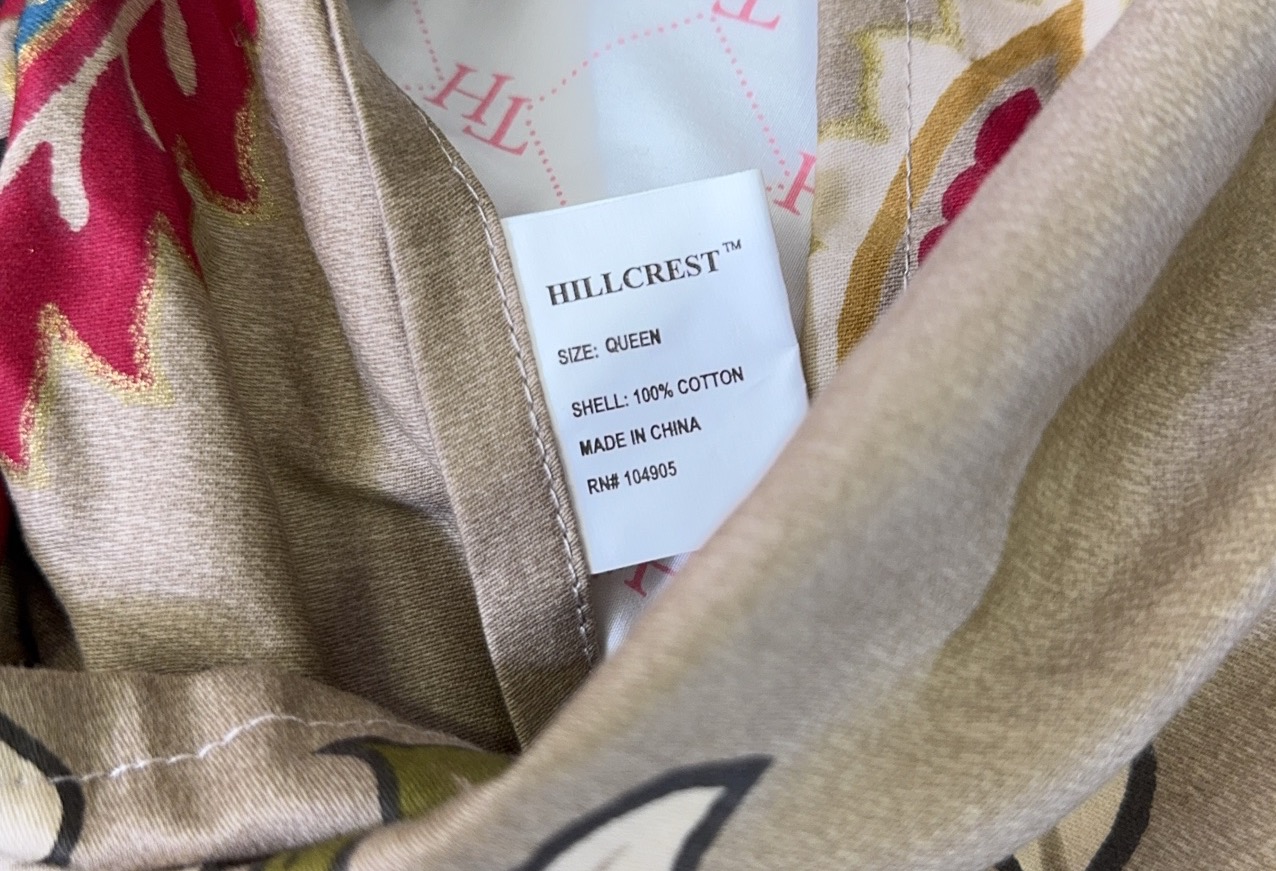 HILLCREST™
SIZE: QUEEN
SHELL: 100% COTTON
MADE IN CHINA
RN# 104905